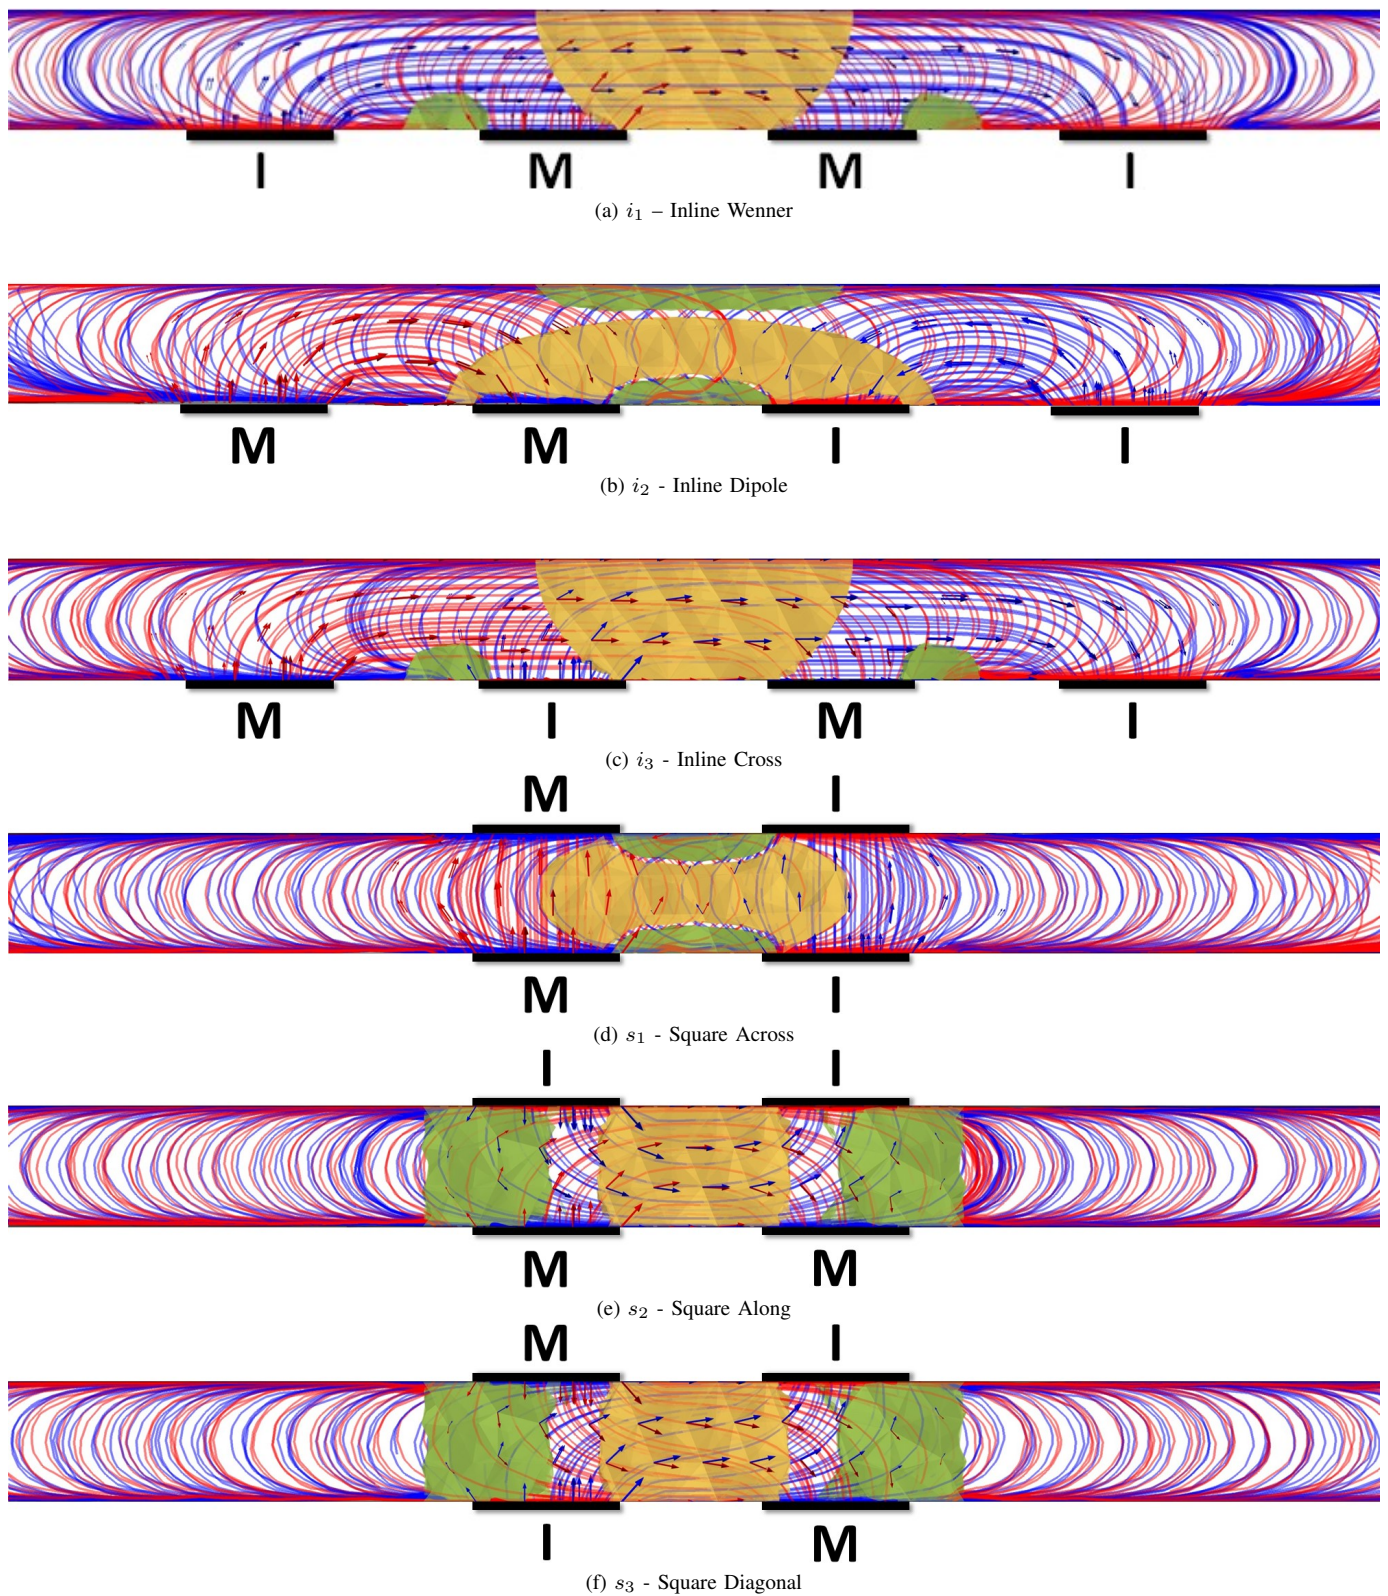 I M M I
(a) i₁ – Inline Wenner
M M I I
(b) i₂ - Inline Dipole
M I M I
(c) i₃ - Inline Cross
M I
M I
(d) s₁ - Square Across
I I
M M
(e) s₂ - Square Along
M I
I M
(f) s₃ - Square Diagonal